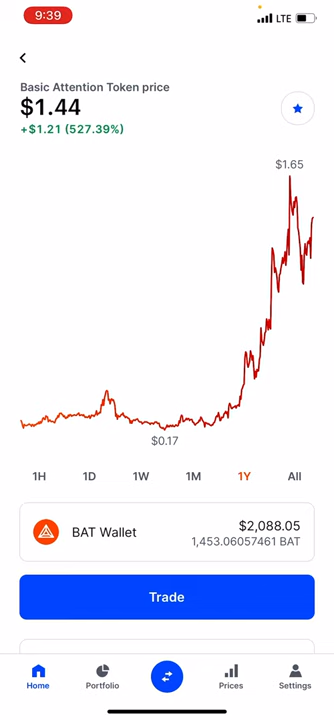 9:39
LTE
Basic Attention Token price
$1.44
+$1.21 (527.39%)
$1.65
$0.17
1H 1D 1W 1M 1Y All
BAT Wallet $2,088.05
1,453.06057461 BAT
Trade
Home Portfolio Prices Settings